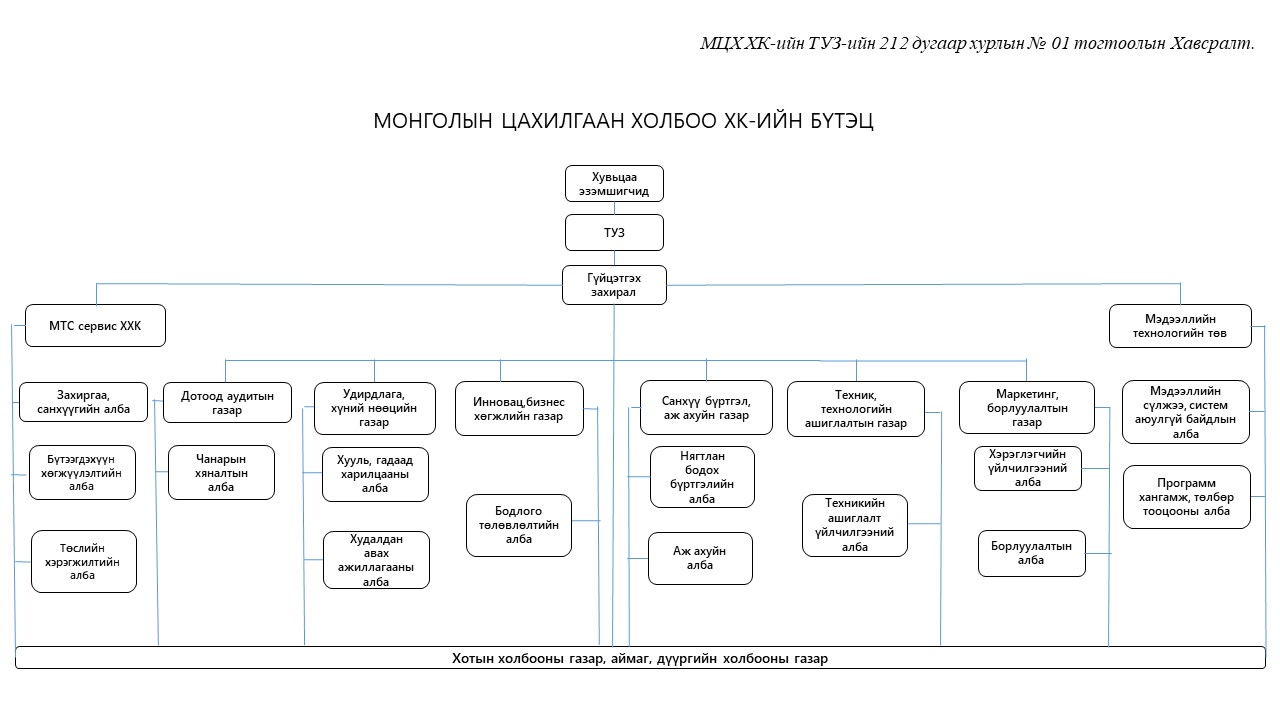 МЦХ ХК-ийн ТУЗ-ийн 212 дугаар хурлын № 01 тогтоолын Хавсралт.
МОНГОЛЫН ЦАХИЛГААН ХОЛБОО ХК-ИЙН БҮТЭЦ
Хувьцаа
эзэмшигчид
ТУЗ
Гүйцэтгэх
захирал
МТС сервис ХХК
Мэдээллийн
технологийн төв
Захиргаа,
санхүүгийн алба
Дотоод аудитын
газар
Удирдлага,
хүний нөөцийн
газар
Инновац,бизнес
хөгжлийн газар
Санхүү бүртгэл,
аж ахуйн газар
Техник,
технологийн
ашиглалтын газар
Маркетинг,
борлуулалтын
газар
Мэдээллийн
сүлжээ, систем
аюулгүй байдлын
алба
Бүтээгдэхүүн
хөгжүүлэлтийн
алба
Чанарын
хяналтын
алба
Хууль, гадаад
харилцааны
алба
Нягтлан
бодох
бүртгэлийн
алба
Хэрэглэгчийн
үйлчилгээний
алба
Программ
хангамж, төлбөр
тооцооны алба
Бодлого
төлөвлөлтийн
алба
Техникийн
ашиглалт
үйлчилгээний
алба
Төслийн
хэрэгжилтийн
алба
Худалдан
авах
ажиллагааны
алба
Аж ахуйн
алба
Борлуулалтын
алба
Хотын холбооны газар, аймаг, дүүргийн холбооны газар